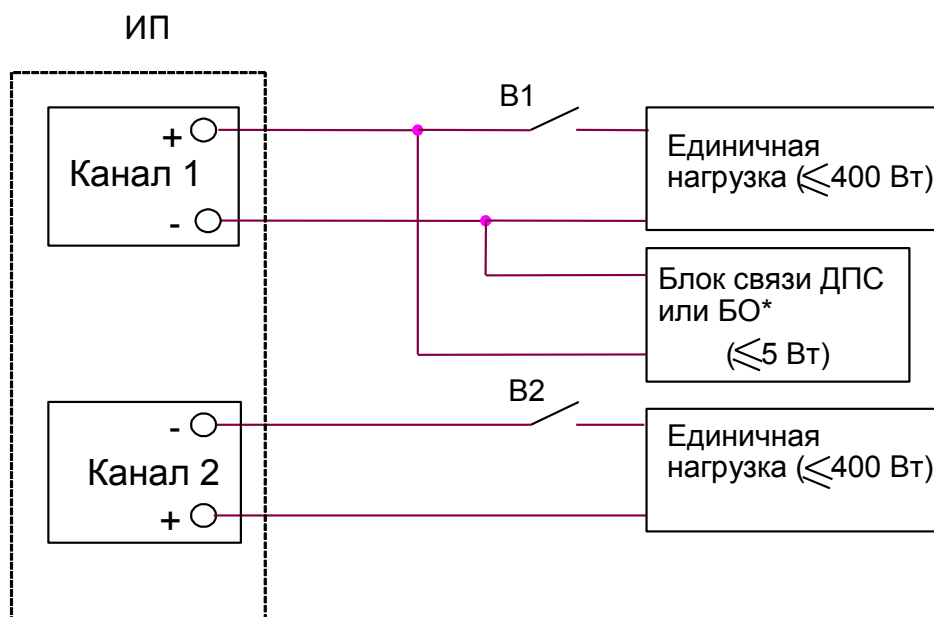 ИП
В1
+
Канал 1
-
Единичная
нагрузка (⩽400 Вт)
Блок связи ДПС
или БО*
(⩽5 Вт)
В2
-
Канал 2
+
Единичная
нагрузка (⩽400 Вт)